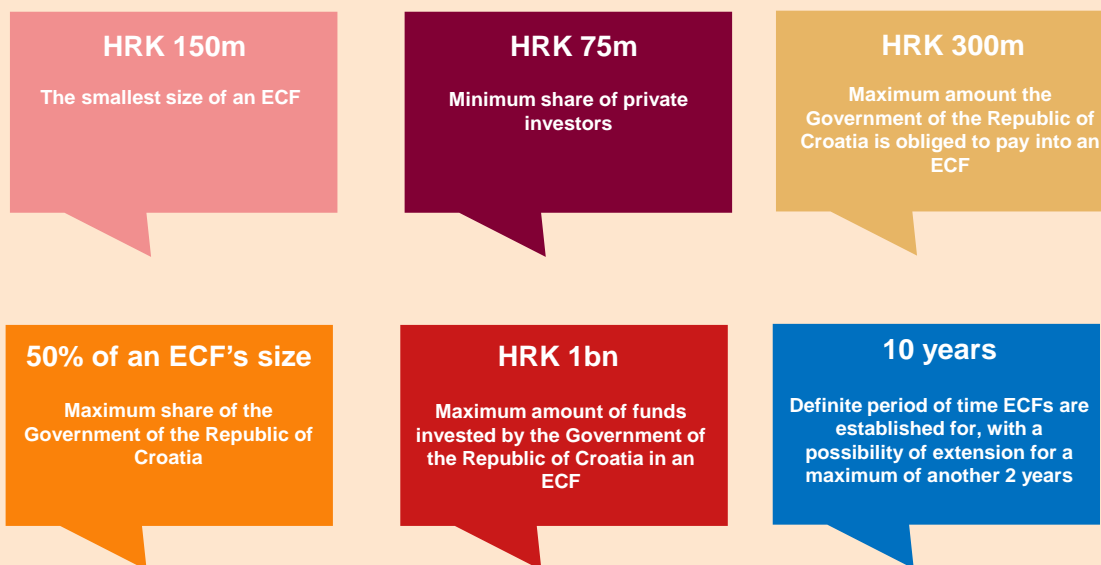 HRK 150m
The smallest size of an ECF
HRK 75m
Minimum share of private
investors
HRK 300m
Maximum amount the
Government of the Republic of
Croatia is obliged to pay into an
ECF
50% of an ECF’s size
Maximum share of the
Government of the Republic of
Croatia
HRK 1bn
Maximum amount of funds
invested by the Government of
the Republic of Croatia in an
ECF
10 years
Definite period of time ECFs are
established for, with a
possibility of extension for a
maximum of another 2 years